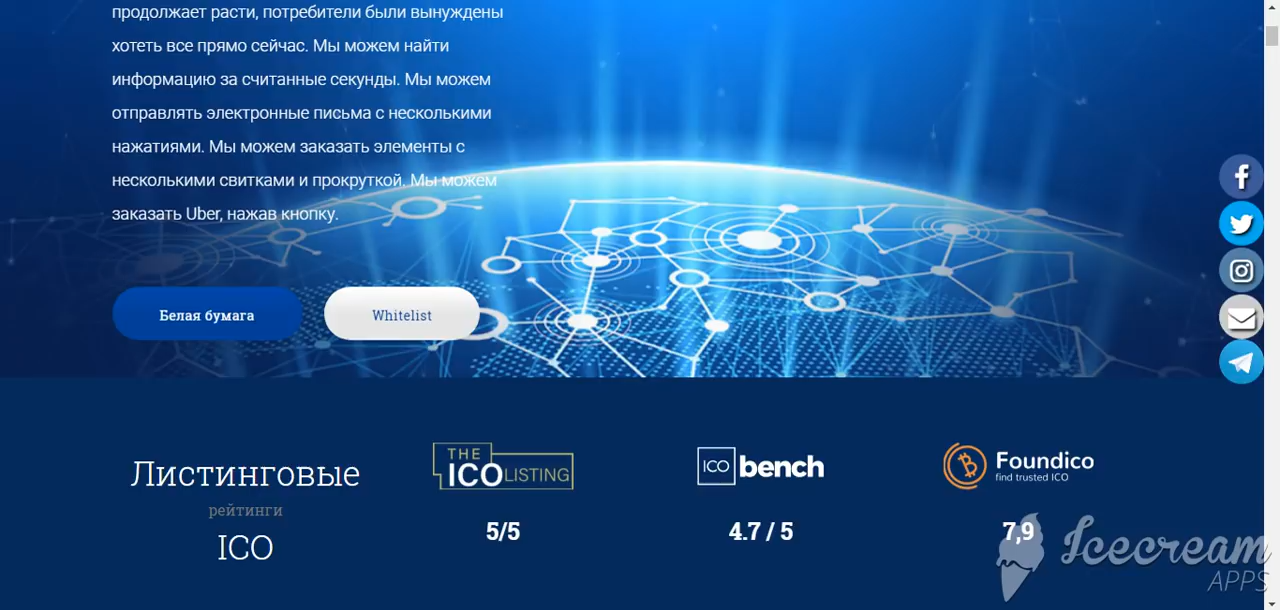 продолжает расти, потребители были вынуждены
хотеть все прямо сейчас. Мы можем найти
информацию за считанные секунды. Мы можем
отправлять электронные письма с несколькими
нажатиями. Мы можем заказать элементы с
несколькими свитками и прокруткой. Мы можем
заказать Uber, нажав кнопку.
Белая бумага
Whitelist
Листинговые
рейтинги
ICO
THE
ICO LISTING
5/5
ICO bench
4.7 / 5
Foundico
find trusted ICO
7,9
Icecream
APPS